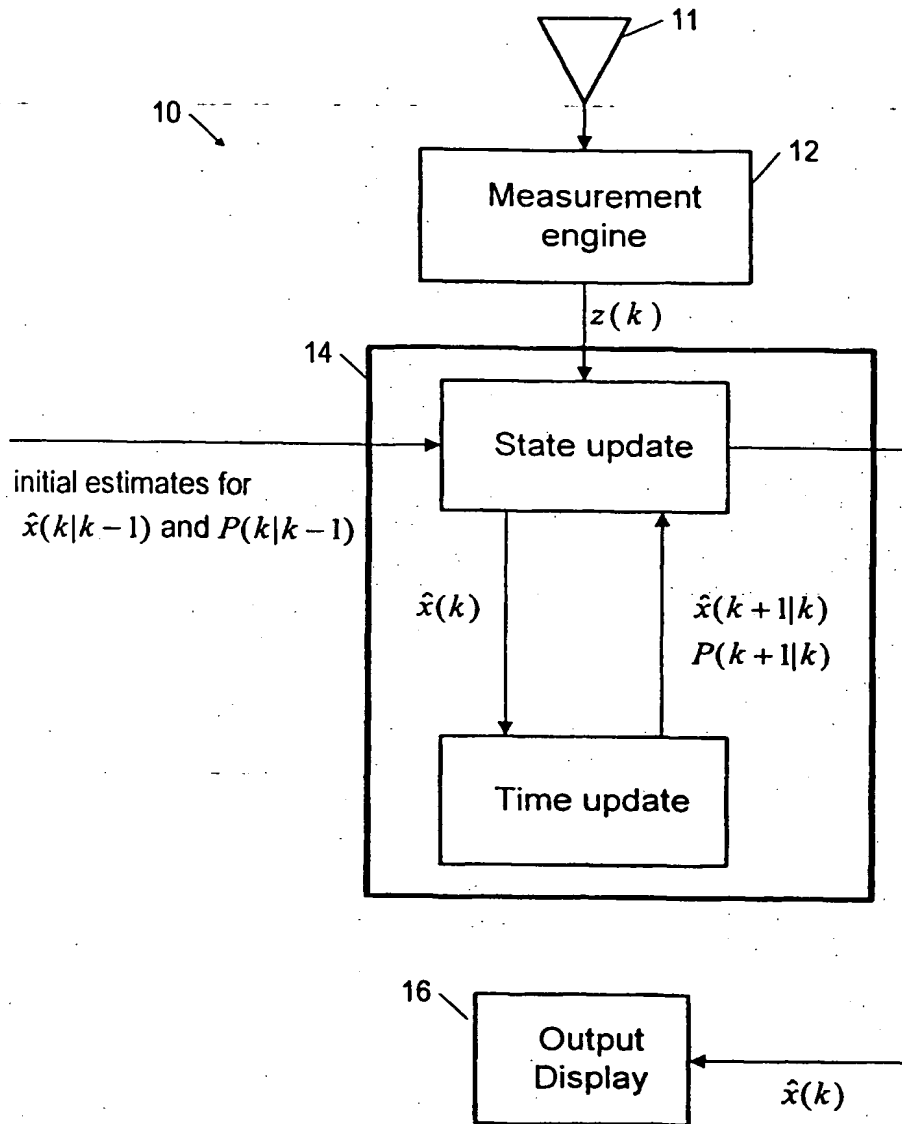 11
10
12
Measurement
engine
z(k)
14
State update
initial estimates for
x̂(k|k−1) and P(k|k−1)
x̂(k)
x̂(k+1|k)
P(k+1|k)
Time update
16
Output
Display
x̂(k)